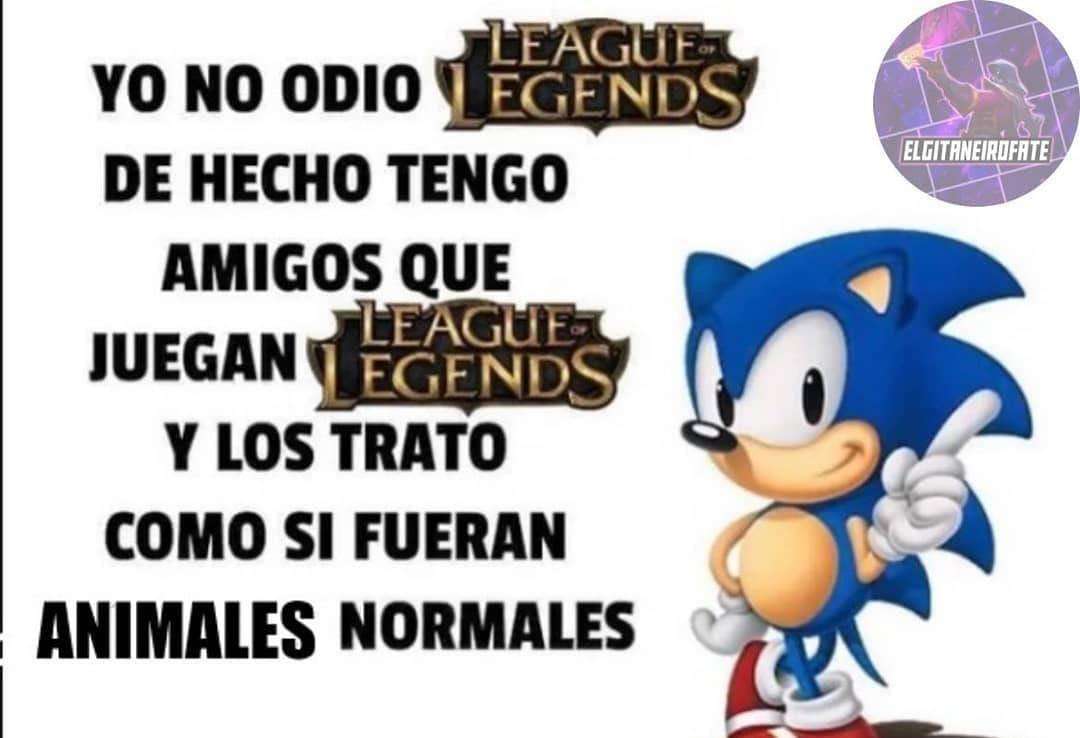 YO NO ODIO LEAGUE OF LEGENDS
DE HECHO TENGO
AMIGOS QUE
JUEGAN LEAGUE OF LEGENDS
Y LOS TRATO
COMO SI FUERAN
ANIMALES NORMALES
ELGITANEIROFATE